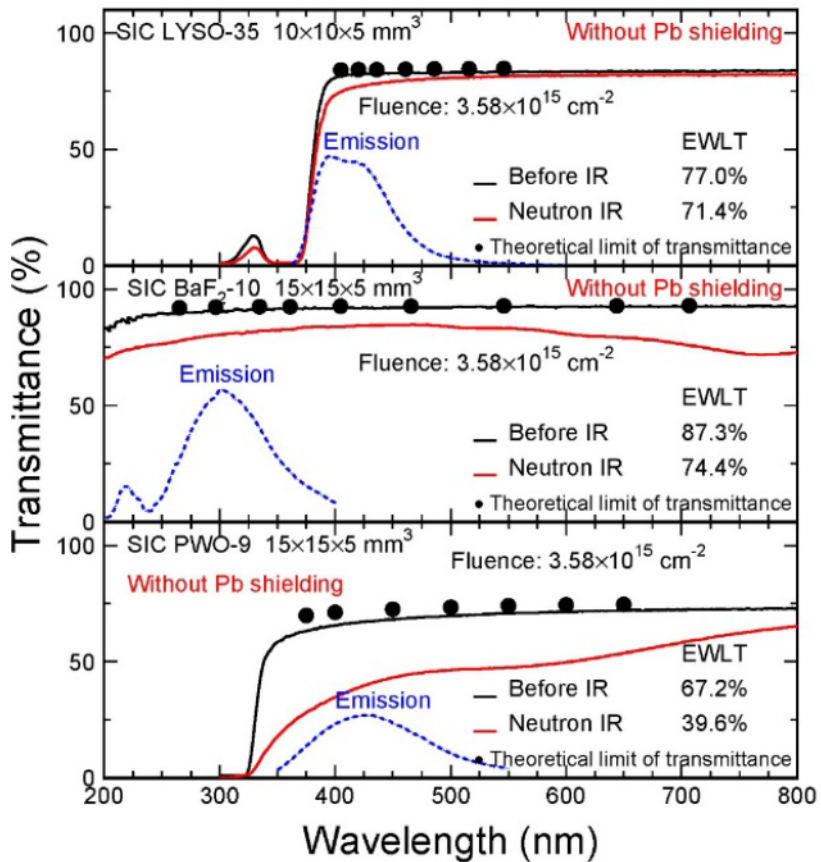 Transmittance (%)
100
50
0
SIC LYSO-35 10×10×5 mm³
Without Pb shielding
Fluence: 3.58×10¹⁵ cm⁻²
Emission
EWLT
Before IR 77.0%
Neutron IR 71.4%
Theoretical limit of transmittance
100
50
0
SIC BaF₂-10 15×15×5 mm³
Without Pb shielding
Fluence: 3.58×10¹⁵ cm⁻²
Emission
EWLT
Before IR 87.3%
Neutron IR 74.4%
Theoretical limit of transmittance
100
50
0
SIC PWO-9 15×15×5 mm³
Fluence: 3.58×10¹⁵ cm⁻²
Without Pb shielding
EWLT
Before IR 67.2%
Emission
Neutron IR 39.6%
Theoretical limit of transmittance
200 300 400 500 600 700 800
Wavelength (nm)